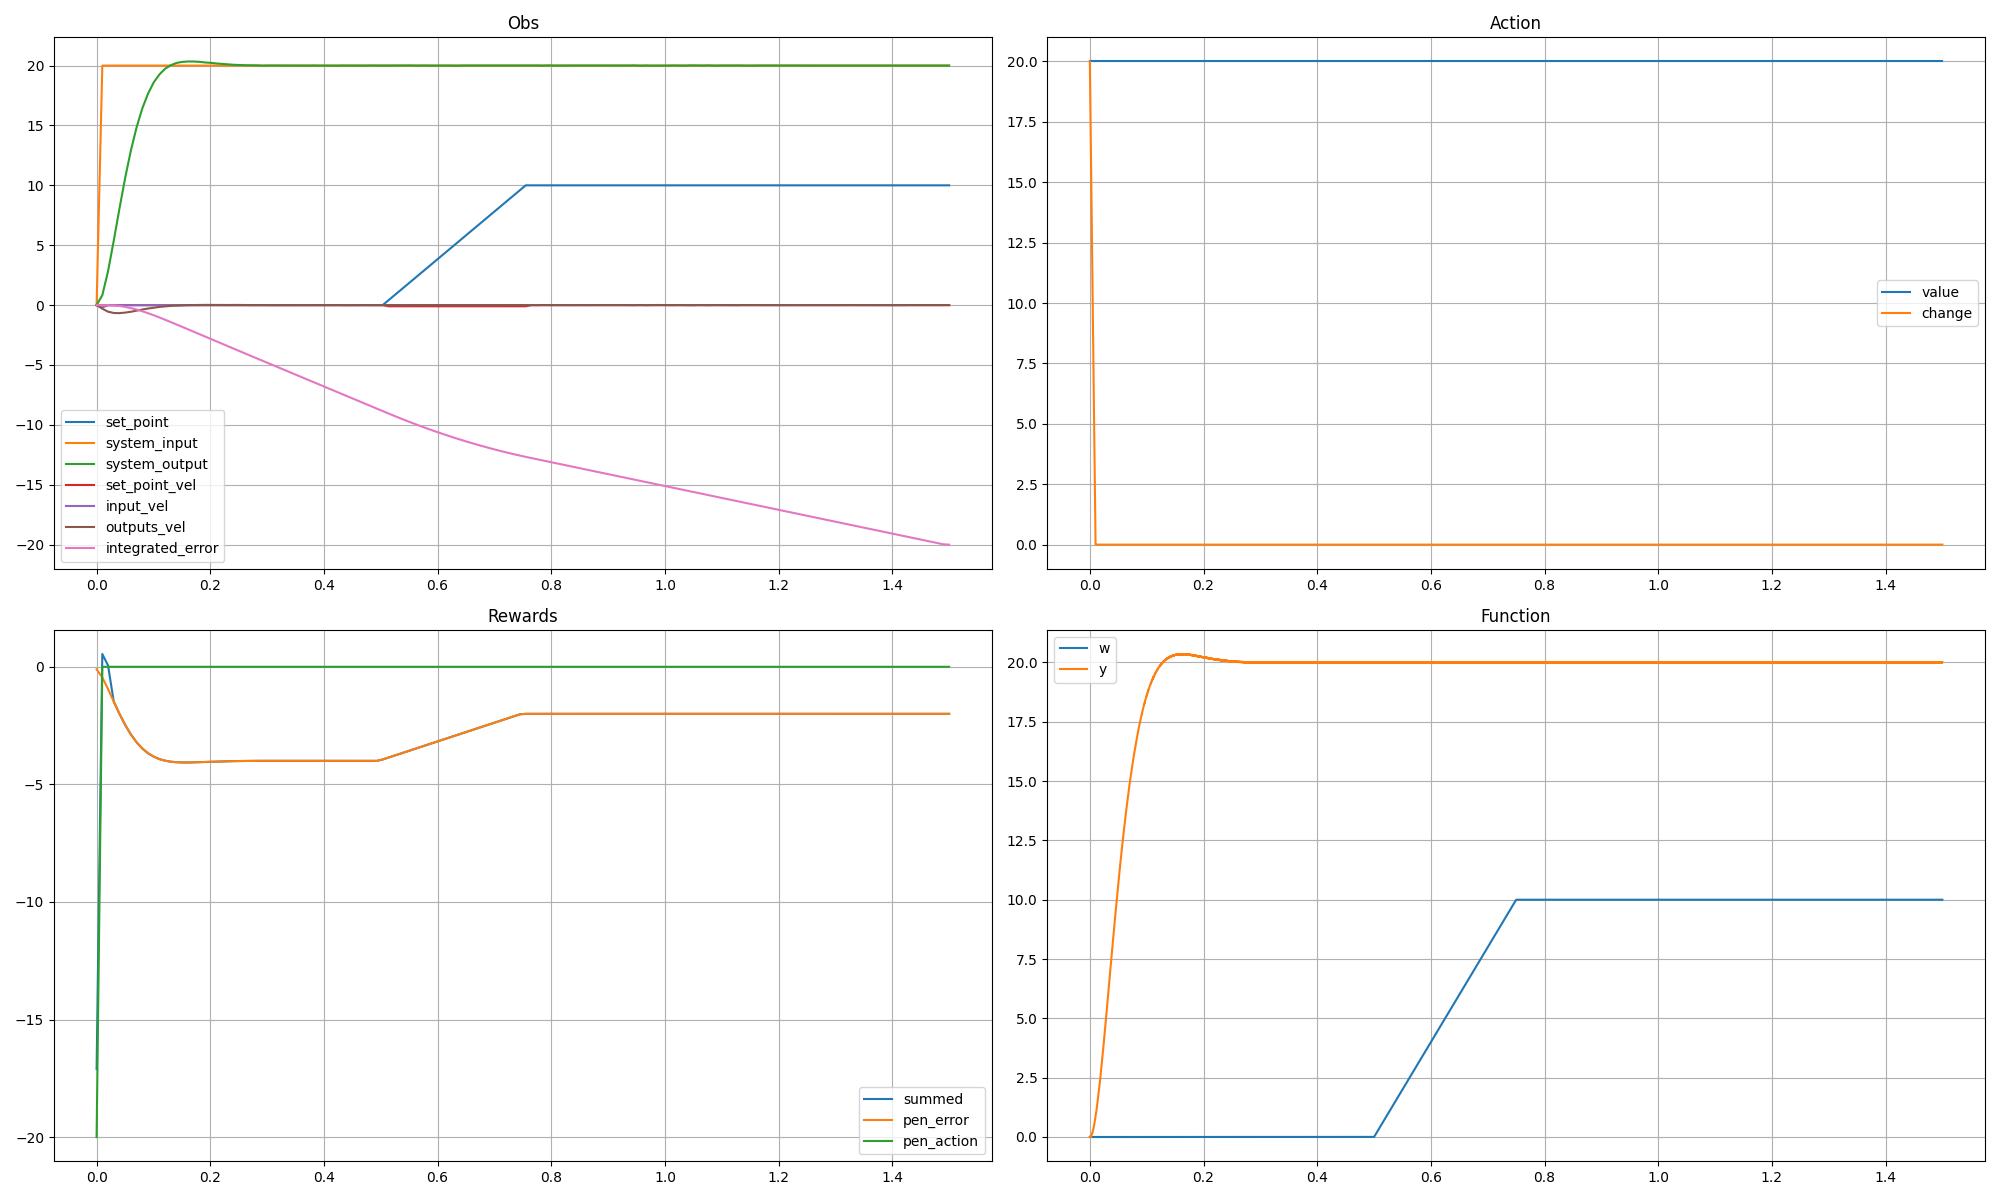 Obs
20
15
10
5
0
−5
−10
−15
−20
set_point
system_input
system_output
set_point_vel
input_vel
outputs_vel
integrated_error
0.0 0.2 0.4 0.6 0.8 1.0 1.2 1.4
Action
20.0
17.5
15.0
12.5
10.0
7.5
5.0
2.5
0.0
value
change
0.0 0.2 0.4 0.6 0.8 1.0 1.2 1.4
Rewards
0
−5
−10
−15
−20
summed
pen_error
pen_action
0.0 0.2 0.4 0.6 0.8 1.0 1.2 1.4
Function
w
y
20.0
17.5
15.0
12.5
10.0
7.5
5.0
2.5
0.0
0.0 0.2 0.4 0.6 0.8 1.0 1.2 1.4